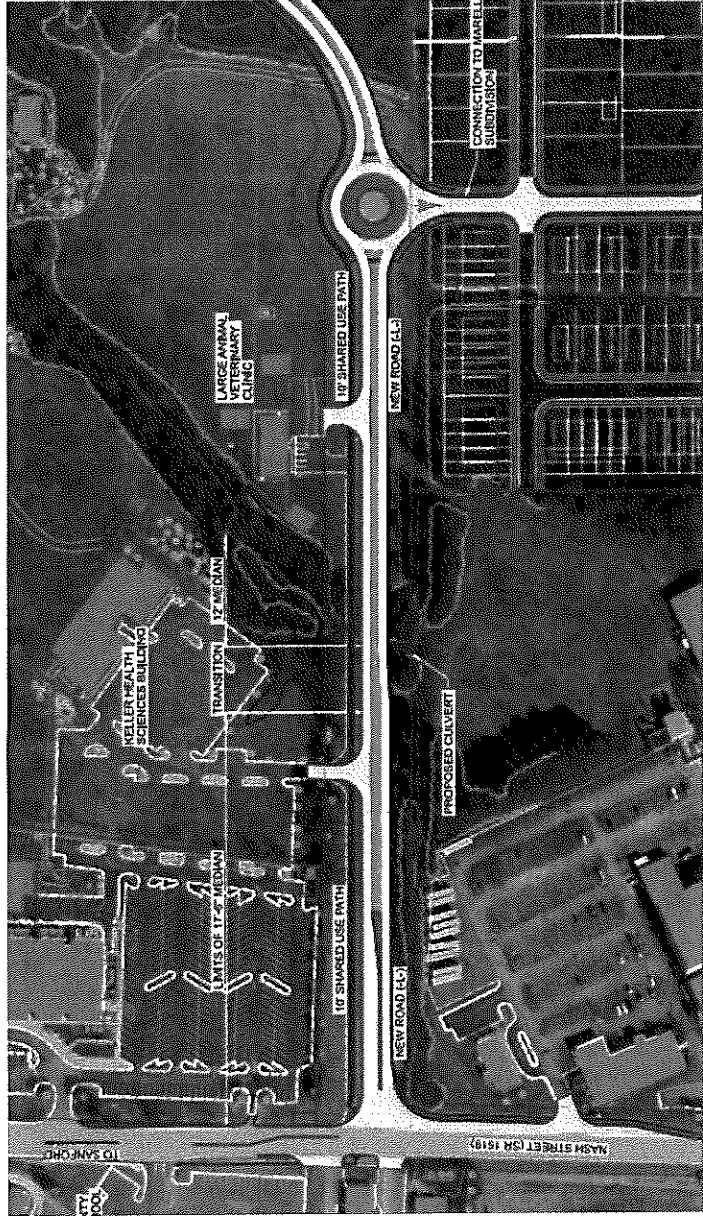 TO SANFORD
NASH STREET (SR 1519)
LIMITS OF 17'-6" MEDIAN
TRANSITION
12' MEDIAN
KELLER HEALTH
SCIENCES BUILDING
LARGE ANIMAL
VETERINARY
CLINIC
10' SHARED USE PATH
10' SHARED USE PATH
NEW ROAD (-L-)
NEW ROAD (-L-)
PROPOSED CULVERT
CONNECTION TO MARELL
SUBDIVISION